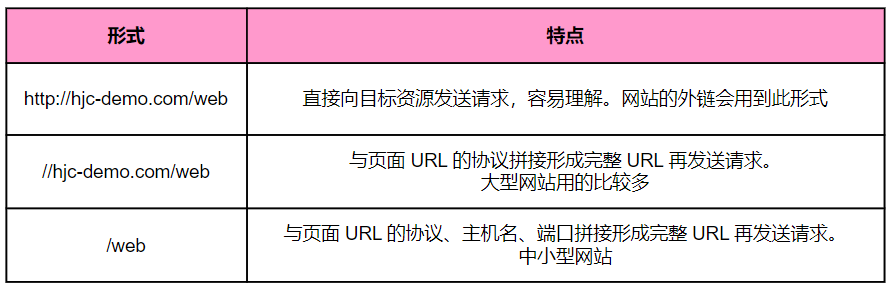 形式
特点
http://hjc-demo.com/web
直接向目标资源发送请求，容易理解。网站的外链会用到此形式
//hjc-demo.com/web
与页面 URL 的协议拼接形成完整 URL 再发送请求。
大型网站用的比较多
/web
与页面 URL 的协议、主机名、端口拼接形成完整 URL 再发送请求。
中小型网站